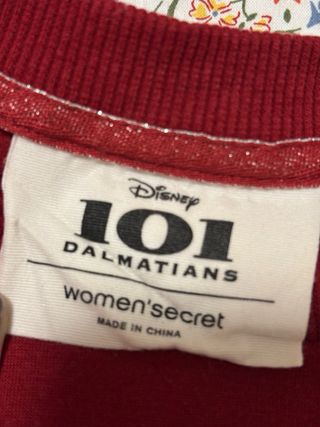 Disney
101
DALMATIANS
women'secret
MADE IN CHINA